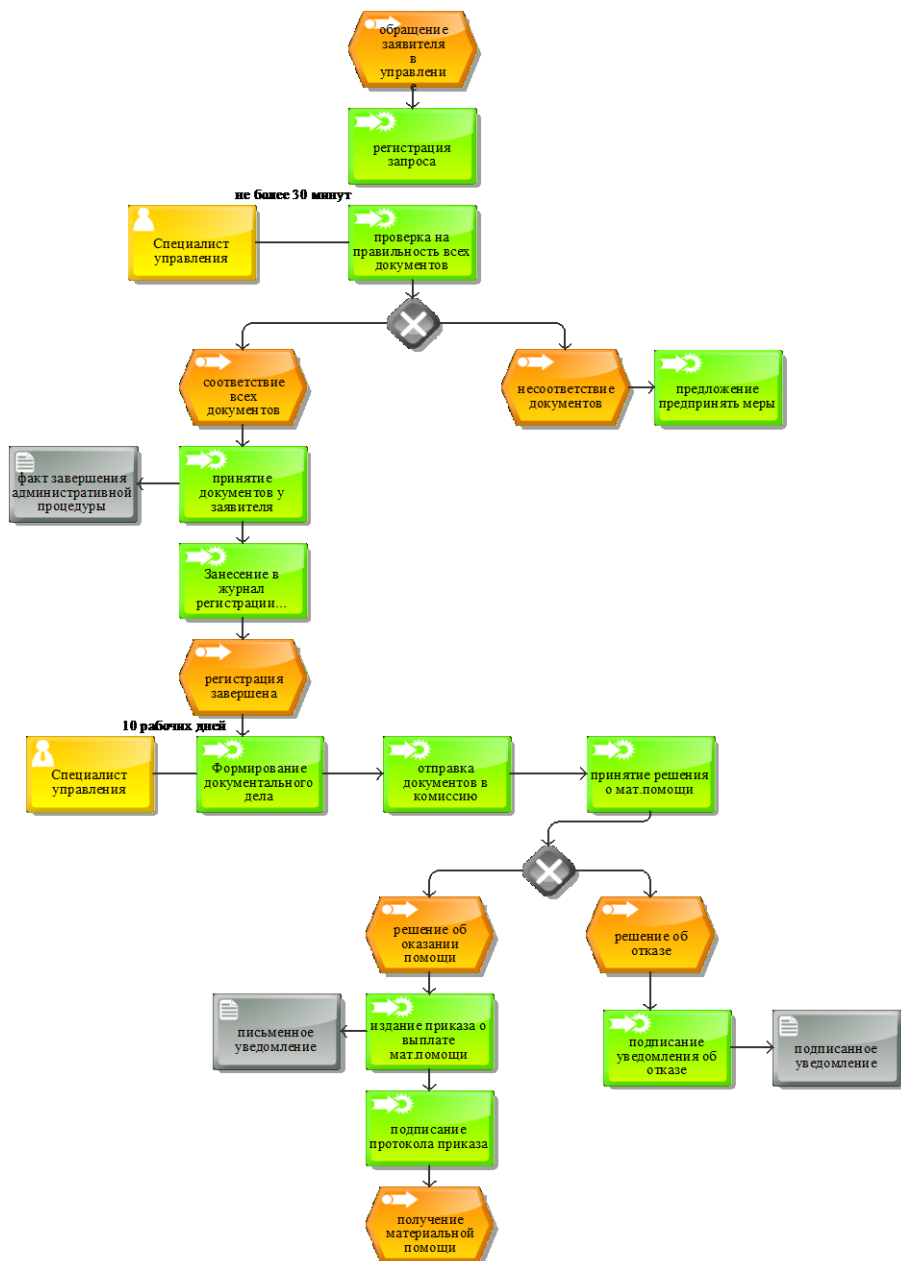 обращение
заявителя
в
управлени
е
регистрация
запроса
не более 30 минут
Специалист
управления
проверка на
правильность всех
документов
соответствие
всех
документов
несоответствие
документов
предложение
предпринять меры
факт завершения
административной
процедуры
принятие
документов у
заявителя
Занесение в
журнал
регистрации...
регистрация
завершена
10 рабочих дней
Специалист
управления
Формирование
документального
дела
отправка
документов в
комиссию
принятие решения
о мат.помощи
решение об
оказании
помощи
решение об
отказе
письменное
уведомление
издание приказа о
выплате
мат.помощи
подписание
уведомления об
отказе
подписанное
уведомление
подписание
протокола приказа
получение
материальной
помощи